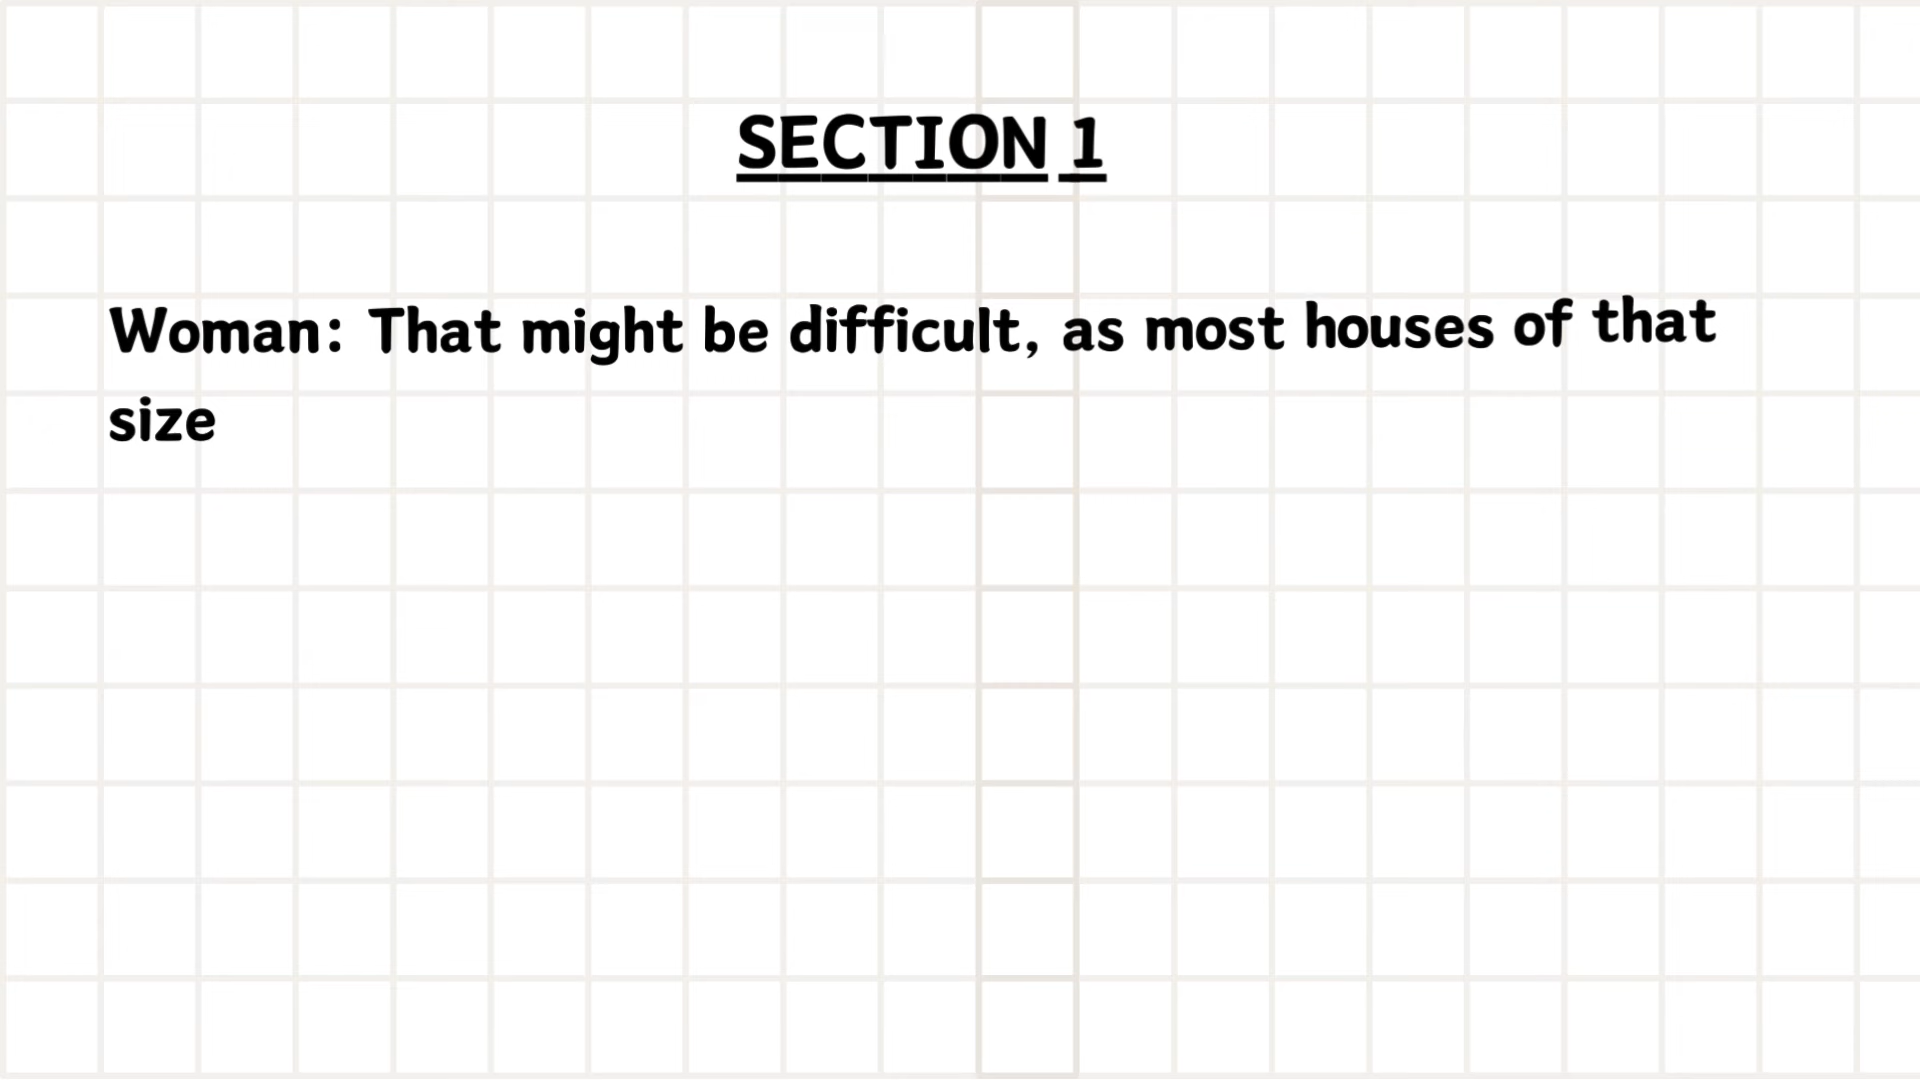 SECTION 1
Woman: That might be difficult, as most houses of that
size